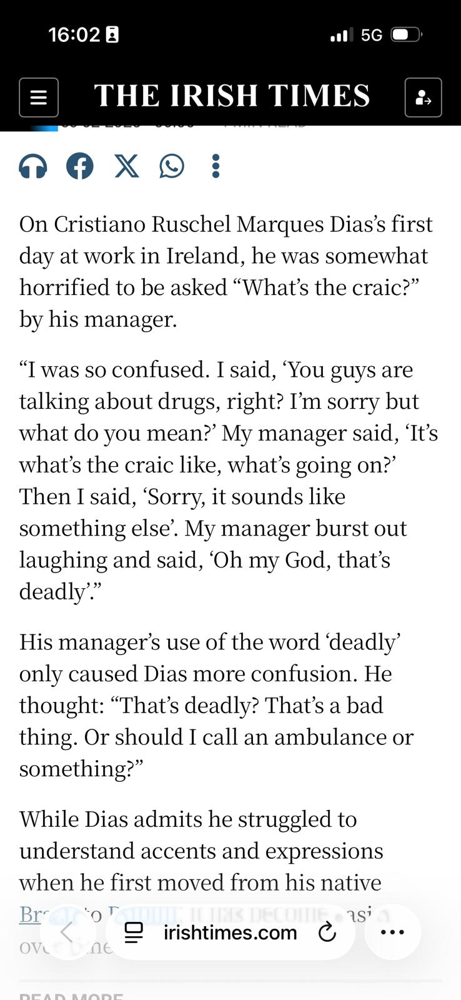 16:02
5G
THE IRISH TIMES
MIN READ
On Cristiano Ruschel Marques Dias’s first
day at work in Ireland, he was somewhat
horrified to be asked “What’s the craic?”
by his manager.
“I was so confused. I said, ‘You guys are
talking about drugs, right? I’m sorry but
what do you mean?’ My manager said, ‘It’s
what’s the craic like, what’s going on?’
Then I said, ‘Sorry, it sounds like
something else’. My manager burst out
laughing and said, ‘Oh my God, that’s
deadly’.”
His manager’s use of the word ‘deadly’
only caused Dias more confusion. He
thought: “That’s deadly? That’s a bad
thing. Or should I call an ambulance or
something?”
While Dias admits he struggled to
understand accents and expressions
when he first moved from his native
to
irishtimes.com
READ MORE